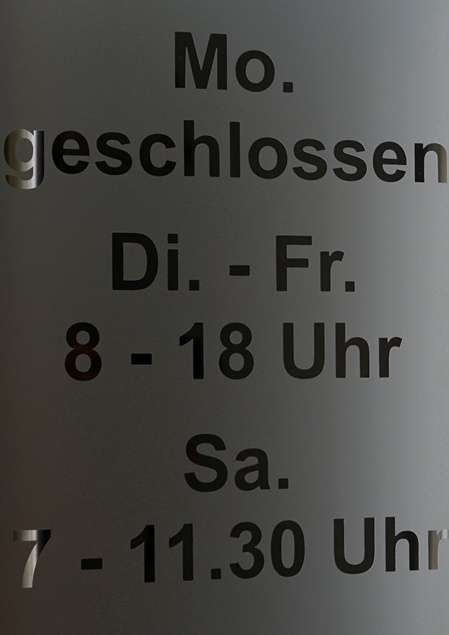 Mo.
geschlossen
Di. - Fr.
8 - 18 Uhr
Sa.
7 - 11.30 Uhr